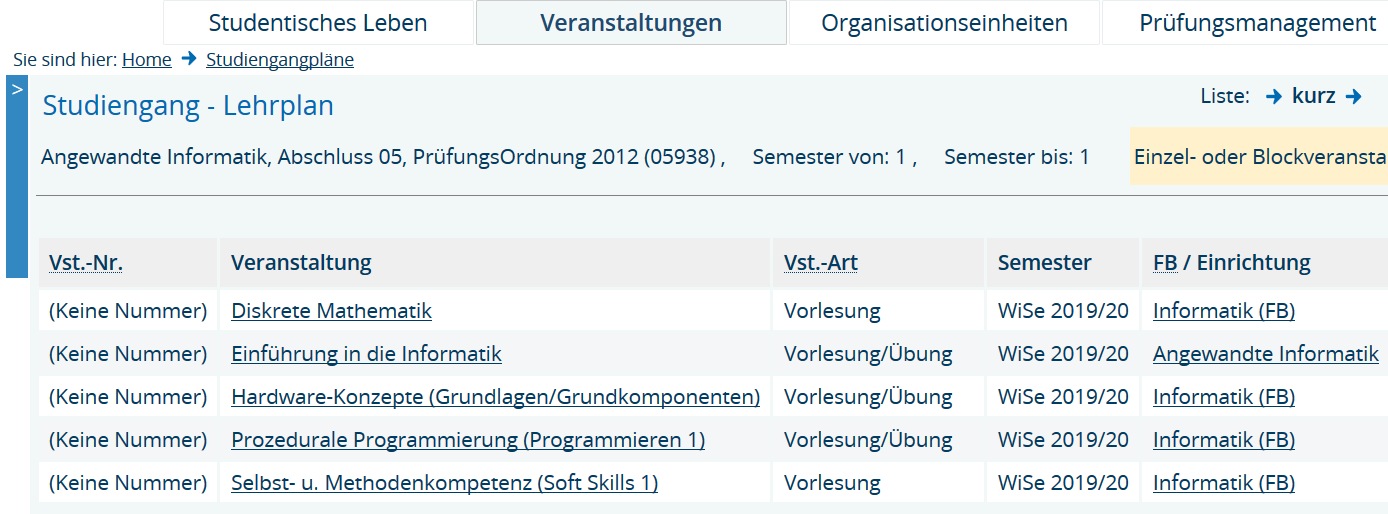 Studentisches Leben Veranstaltungen Organisationseinheiten Prüfungsmanagement
Sie sind hier: Home → Studiengangpläne
>
Studiengang - Lehrplan Liste: → kurz →
Angewandte Informatik, Abschluss 05, PrüfungsOrdnung 2012 (05938) , Semester von: 1 , Semester bis: 1 Einzel- oder Blockveransta
Vst.-Nr. Veranstaltung Vst.-Art Semester FB / Einrichtung
(Keine Nummer) Diskrete Mathematik Vorlesung WiSe 2019/20 Informatik (FB)
(Keine Nummer) Einführung in die Informatik Vorlesung/Übung WiSe 2019/20 Angewandte Informatik
(Keine Nummer) Hardware-Konzepte (Grundlagen/Grundkomponenten) Vorlesung/Übung WiSe 2019/20 Informatik (FB)
(Keine Nummer) Prozedurale Programmierung (Programmieren 1) Vorlesung/Übung WiSe 2019/20 Informatik (FB)
(Keine Nummer) Selbst- u. Methodenkompetenz (Soft Skills 1) Vorlesung WiSe 2019/20 Informatik (FB)